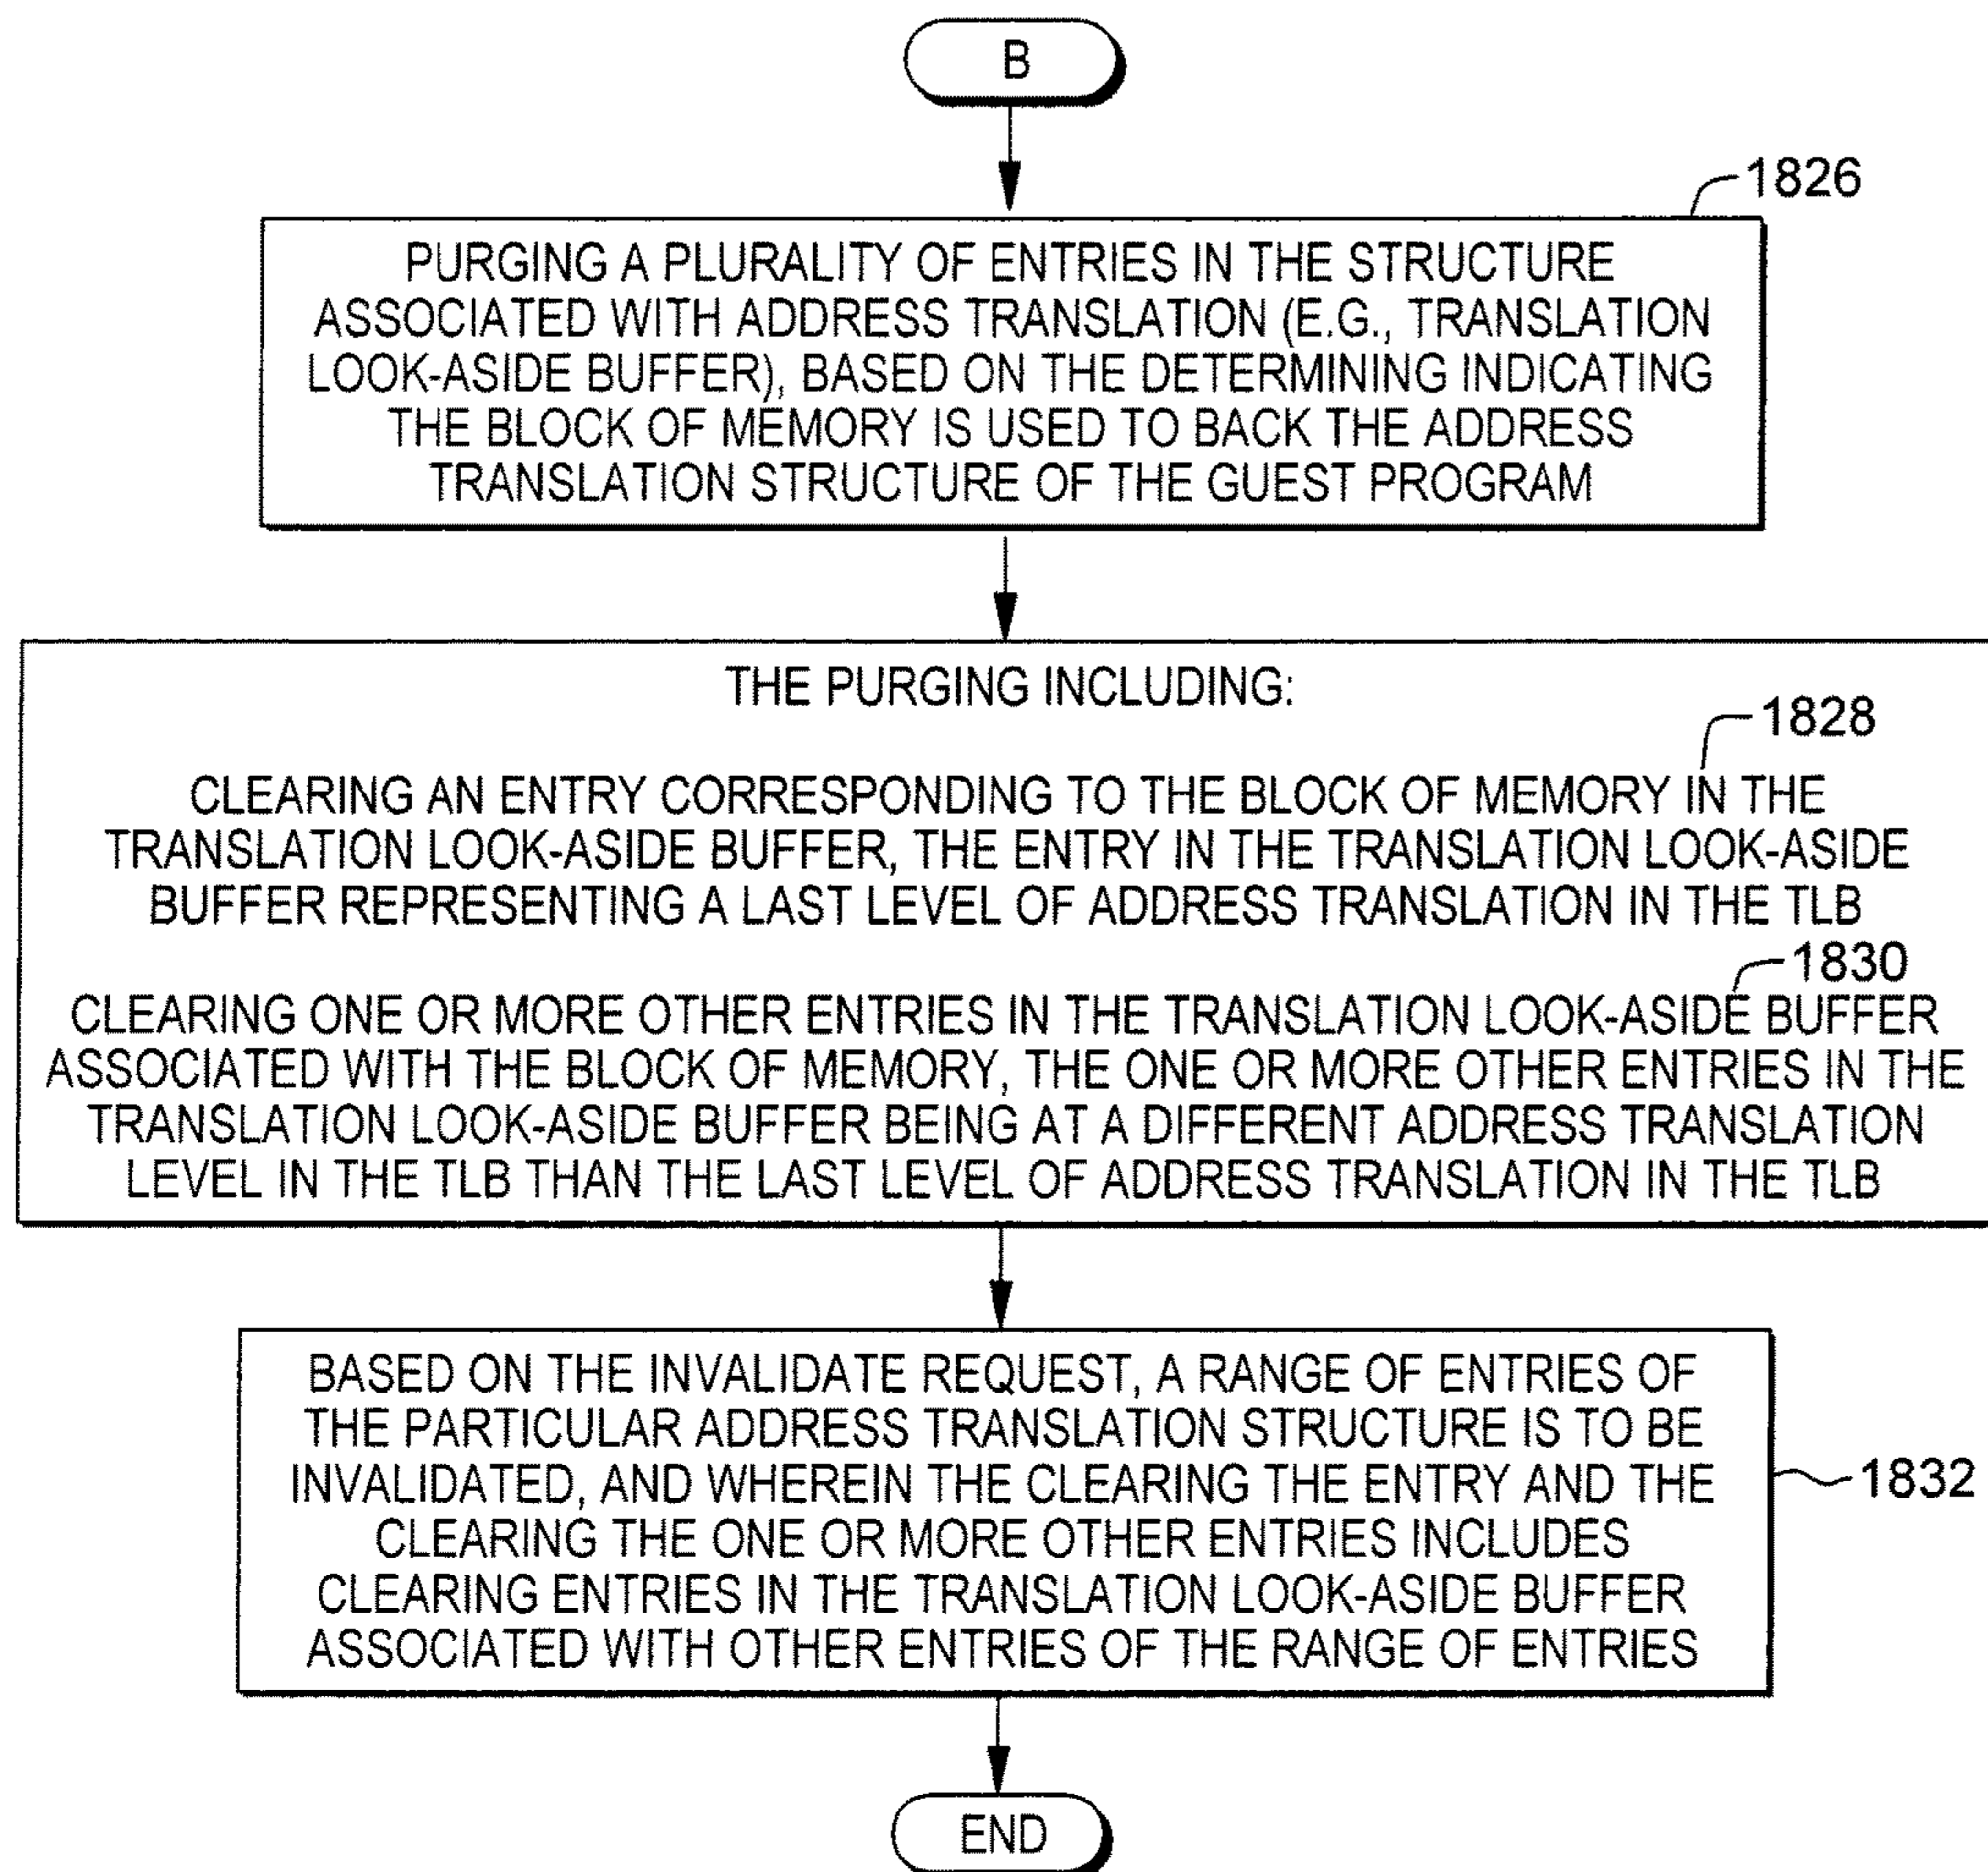 B
1826
PURGING A PLURALITY OF ENTRIES IN THE STRUCTURE
ASSOCIATED WITH ADDRESS TRANSLATION (E.G., TRANSLATION
LOOK-ASIDE BUFFER), BASED ON THE DETERMINING INDICATING
THE BLOCK OF MEMORY IS USED TO BACK THE ADDRESS
TRANSLATION STRUCTURE OF THE GUEST PROGRAM
THE PURGING INCLUDING:
1828
CLEARING AN ENTRY CORRESPONDING TO THE BLOCK OF MEMORY IN THE
TRANSLATION LOOK-ASIDE BUFFER, THE ENTRY IN THE TRANSLATION LOOK-ASIDE
BUFFER REPRESENTING A LAST LEVEL OF ADDRESS TRANSLATION IN THE TLB
1830
CLEARING ONE OR MORE OTHER ENTRIES IN THE TRANSLATION LOOK-ASIDE BUFFER
ASSOCIATED WITH THE BLOCK OF MEMORY, THE ONE OR MORE OTHER ENTRIES IN THE
TRANSLATION LOOK-ASIDE BUFFER BEING AT A DIFFERENT ADDRESS TRANSLATION
LEVEL IN THE TLB THAN THE LAST LEVEL OF ADDRESS TRANSLATION IN THE TLB
BASED ON THE INVALIDATE REQUEST, A RANGE OF ENTRIES OF
THE PARTICULAR ADDRESS TRANSLATION STRUCTURE IS TO BE
INVALIDATED, AND WHEREIN THE CLEARING THE ENTRY AND THE
CLEARING THE ONE OR MORE OTHER ENTRIES INCLUDES
CLEARING ENTRIES IN THE TRANSLATION LOOK-ASIDE BUFFER
ASSOCIATED WITH OTHER ENTRIES OF THE RANGE OF ENTRIES
1832
END